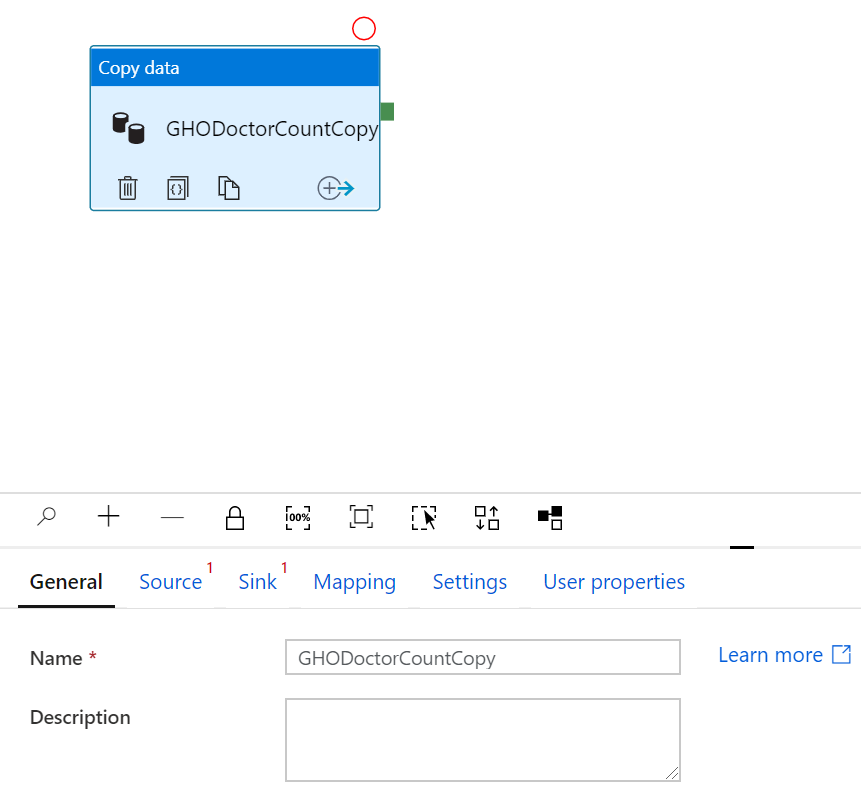 Copy data
GHODoctorCountCopy
{}
100%
General Source 1 Sink 1 Mapping Settings User properties
Name * GHODoctorCountCopy Learn more
Description